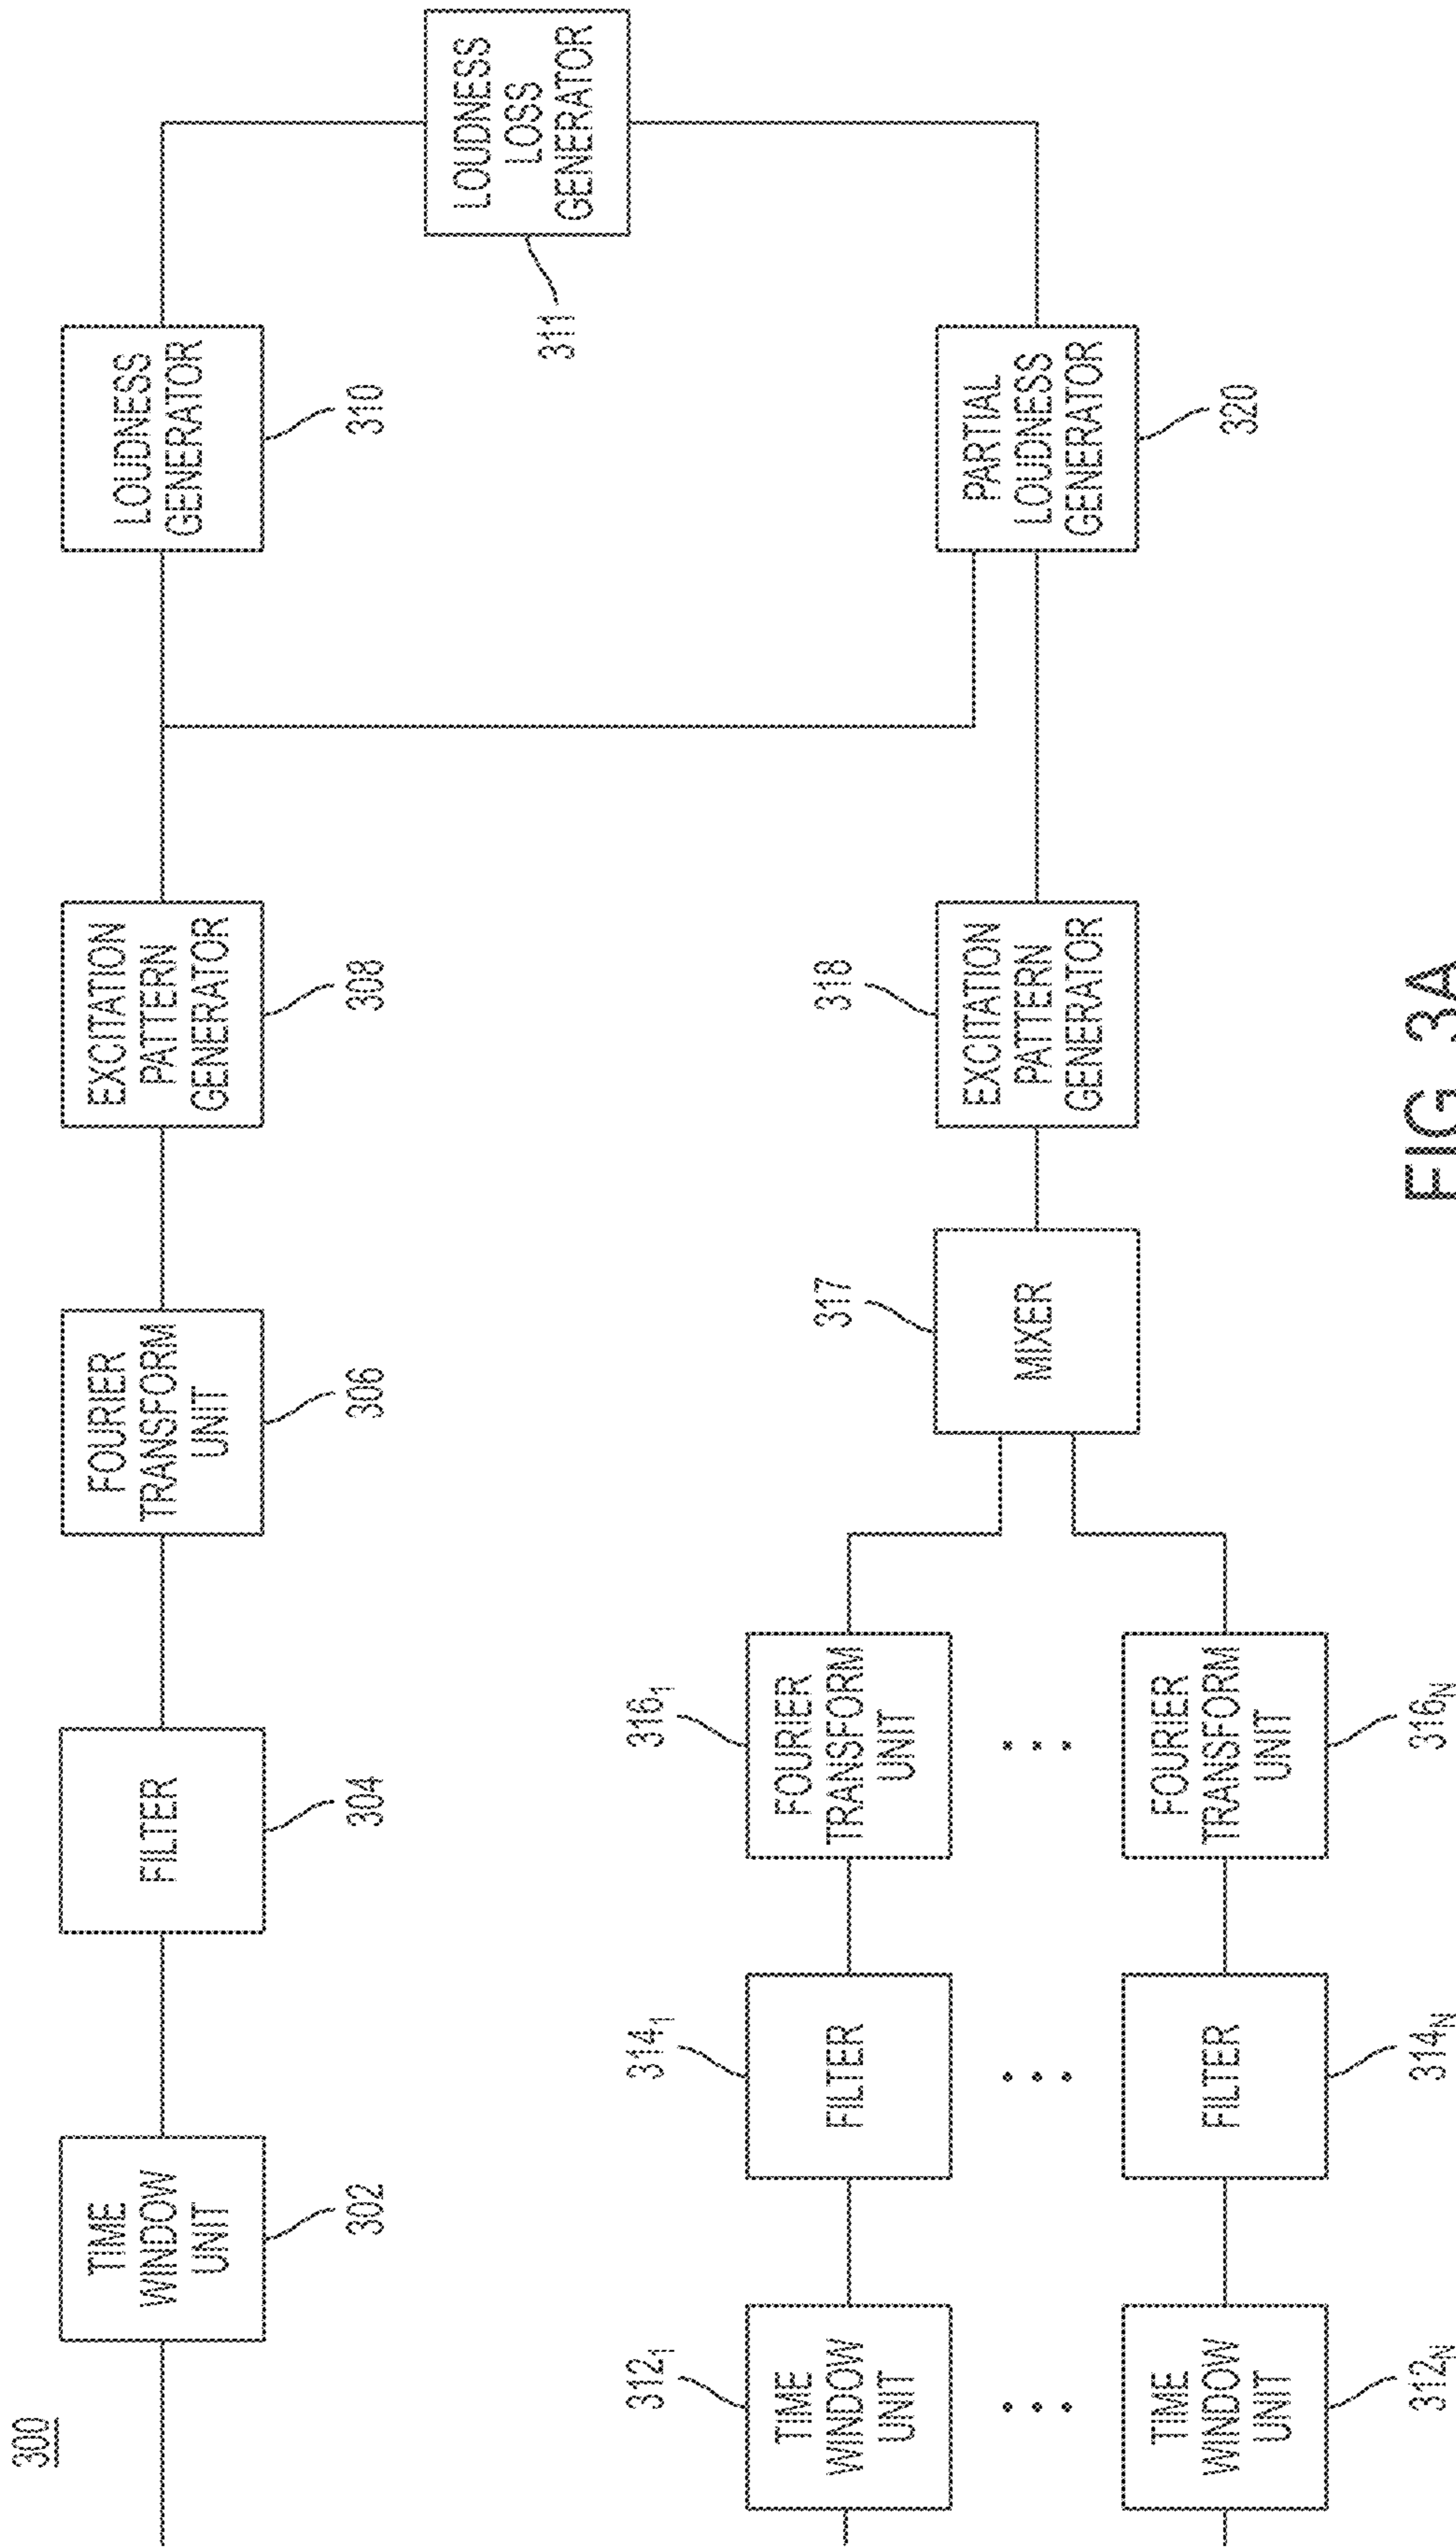 300
TIME
WINDOW
UNIT
302
FILTER
304
FOURIER
TRANSFORM
UNIT
306
EXCITATION
PATTERN
GENERATOR
308
LOUDNESS
GENERATOR
310
LOUDNESS
LOSS
GENERATOR
311
312₁
TIME
WINDOW
UNIT
314₁
FILTER
316₁
FOURIER
TRANSFORM
UNIT
TIME
WINDOW
UNIT
312N
FILTER
314N
FOURIER
TRANSFORM
UNIT
316N
317
MIXER
318
EXCITATION
PATTERN
GENERATOR
PARTIAL
LOUDNESS
GENERATOR
320
FIG. 3A